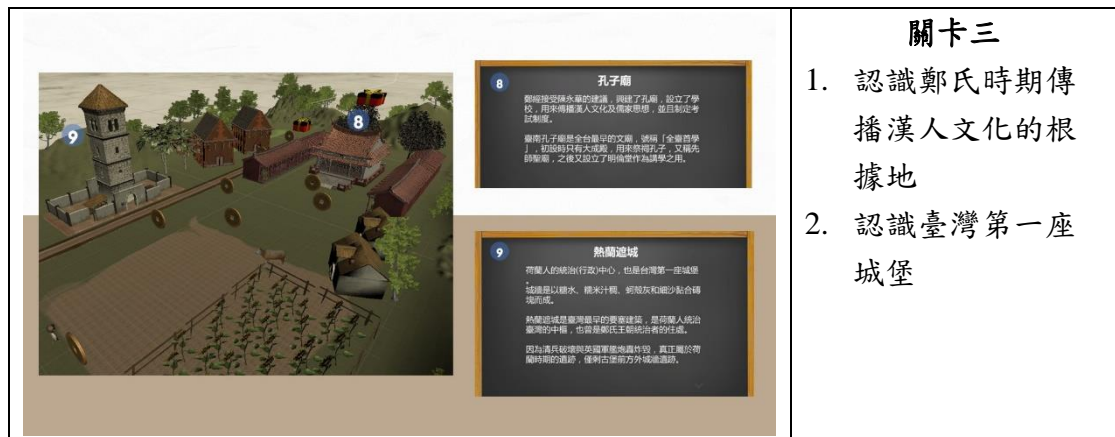 9
8
8
孔子廟
鄭經接受陳永華的建議，興建了孔廟，設立了學
校，用來傳播漢人文化及儒家思想，並且制定考
試制度。
臺南孔子廟是全台最早的文廟，號稱「全臺首學
」，初設時只有大成殿，用來祭祀孔子，又稱先
師聖廟，之後又設立了明倫堂作為講學之用。
9
熱蘭遮城
荷蘭人的統治(行政)中心，也是台灣第一座城堡
。
城牆是以糖水、糯米汁糊、蚵殼灰和細沙黏合磚
塊而成。
熱蘭遮城是臺灣最早的要塞建築，是荷蘭人統治
臺灣的中樞，也曾是鄭氏王朝統治者的住處。
因為清兵破壞與英國軍艦炮轟炸毀，真正屬於荷
蘭時期的遺跡，僅剩古堡前方外城牆遺跡。
關卡三
1. 認識鄭氏時期傳
播漢人文化的根
據地
2. 認識臺灣第一座
城堡